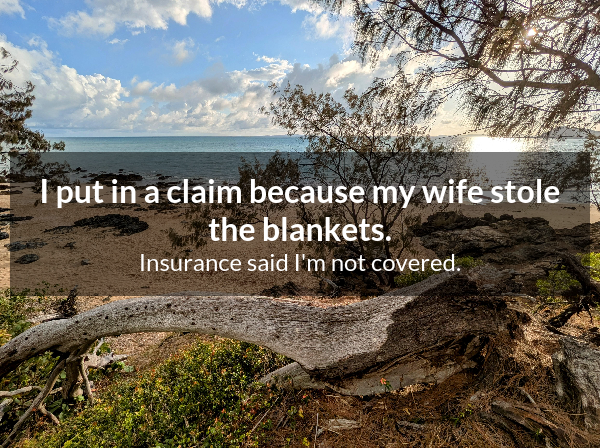 I put in a claim because my wife stole
the blankets.
Insurance said I'm not covered.